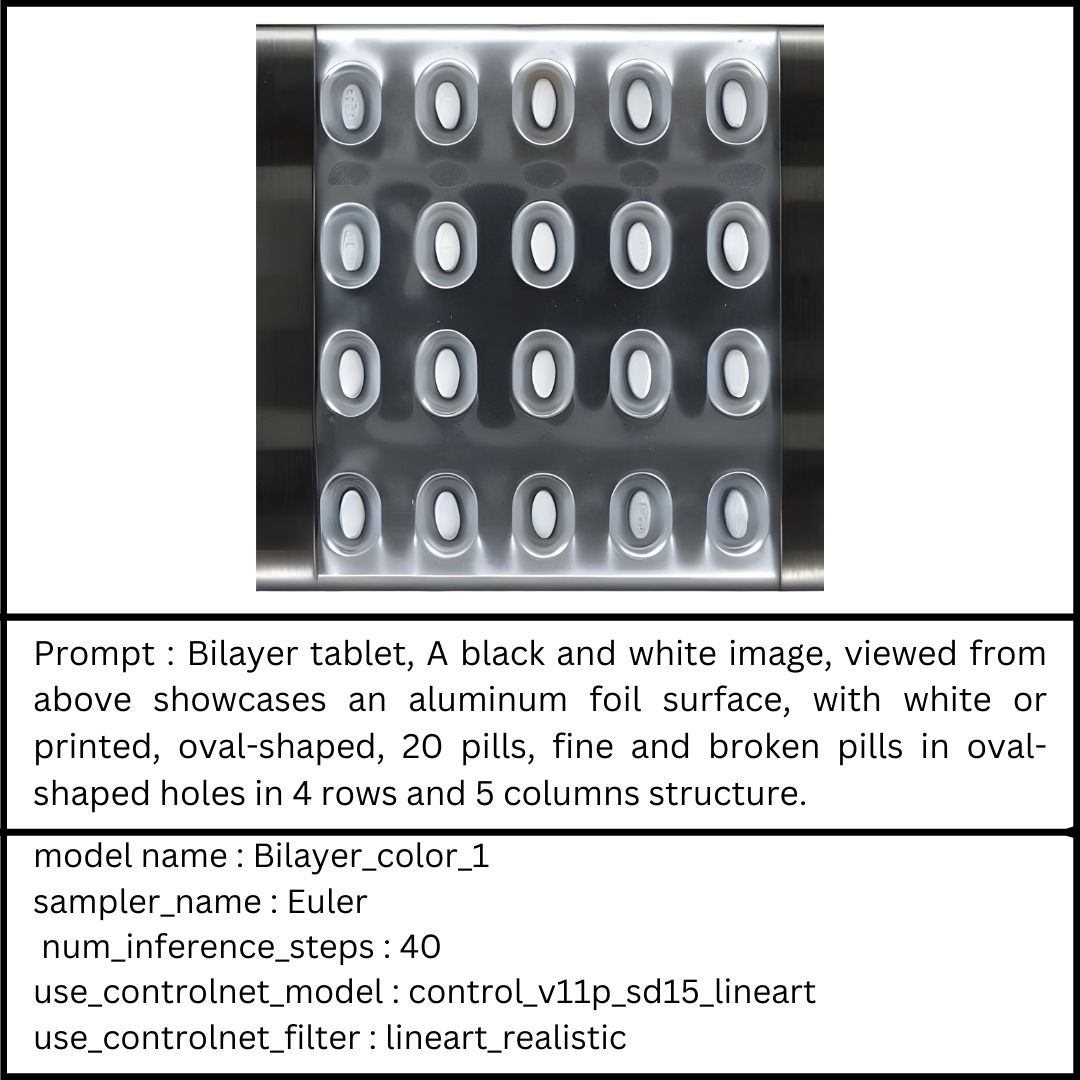 Prompt : Bilayer tablet, A black and white image, viewed from
above showcases an aluminum foil surface, with white or
printed, oval-shaped, 20 pills, fine and broken pills in oval-
shaped holes in 4 rows and 5 columns structure.
model name : Bilayer_color_1
sampler_name : Euler
num_inference_steps : 40
use_controlnet_model : control_v11p_sd15_lineart
use_controlnet_filter : lineart_realistic